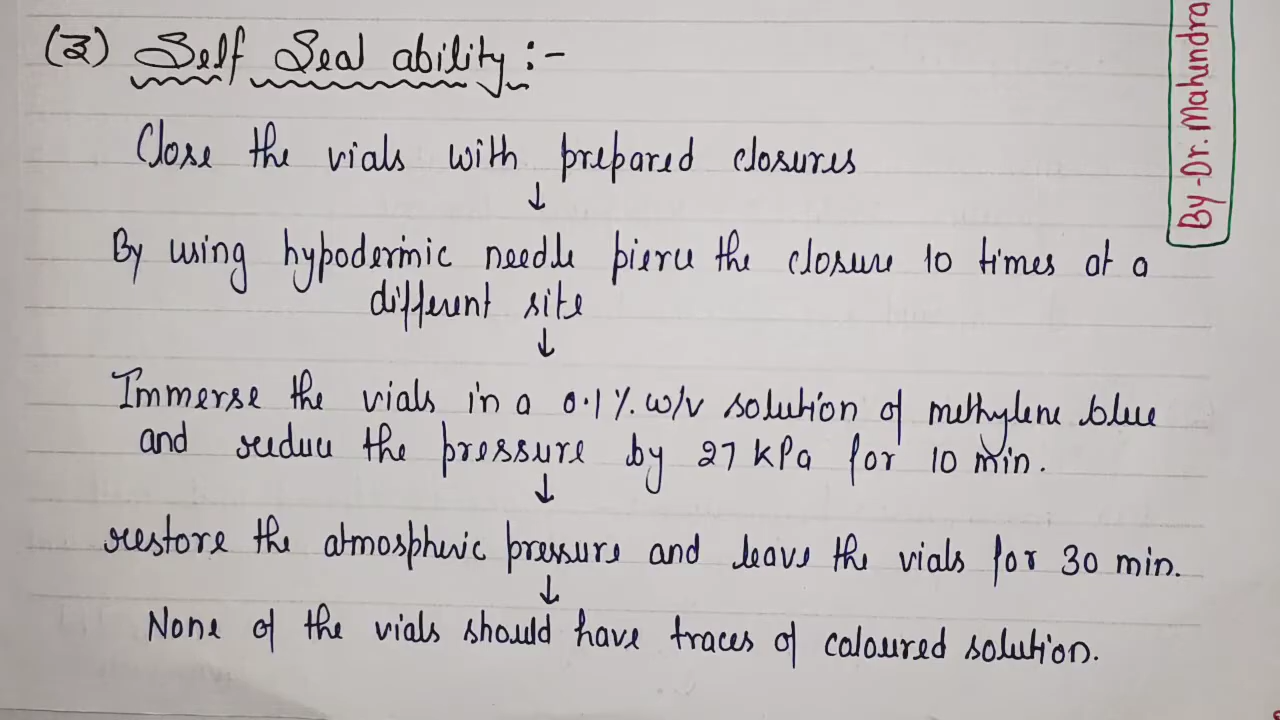 (3) Self Seal ability :-
Close the vials with prepared closures
↓
By using hypodermic needle pierce the closure 10 times at a
different site
↓
Immerse the vials in a 0.1% w/v solution of methylene blue
and reduce the pressure by 27 kPa for 10 min.
↓
restore the atmospheric pressure and leave the vials for 30 min.
↓
None of the vials should have traces of coloured solution.
By - Dr. Mahendra